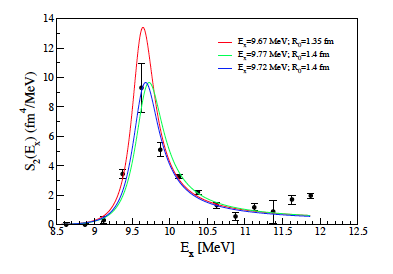 14
12
10
8
6
4
2
0
8.5 9 9.5 10 10.5 11 11.5 12 12.5
S₂(Eₓ) (fm⁴/MeV)
Eₓ [MeV]
Eₓ=9.67 MeV; R₀=1.35 fm
Eₓ=9.77 MeV; R₀=1.4 fm
Eₓ=9.72 MeV; R₀=1.4 fm